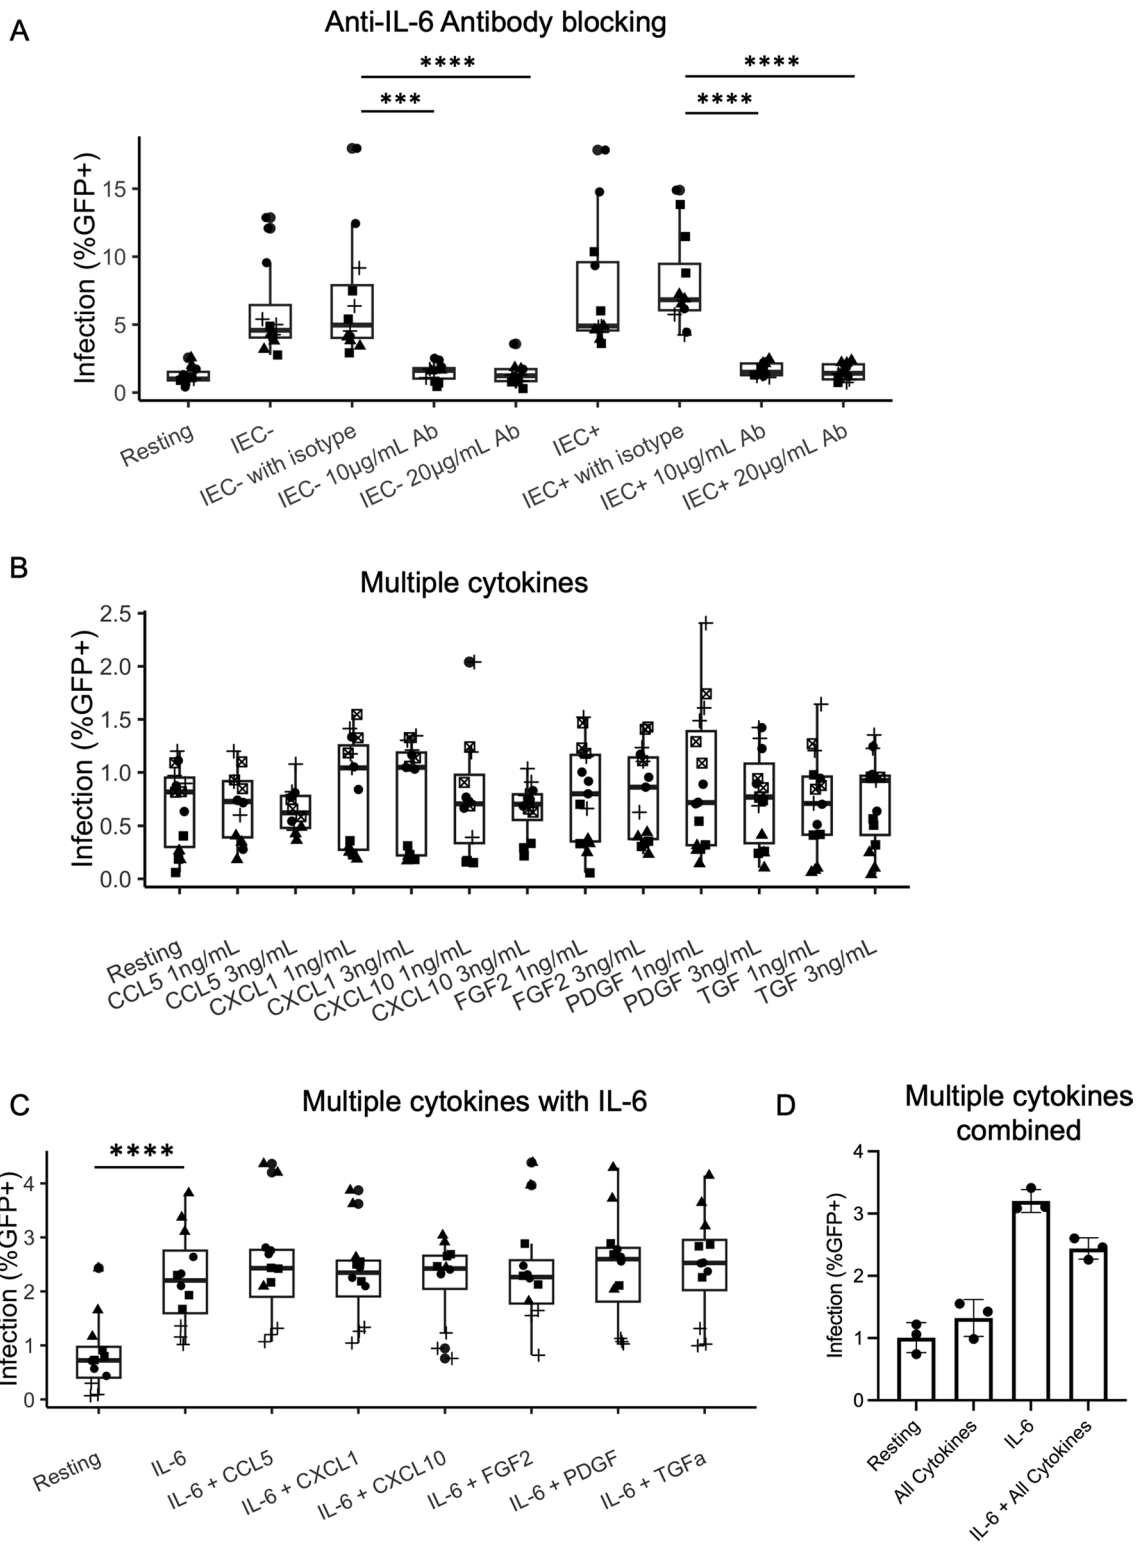 A
Anti-IL-6 Antibody blocking
****
****
***
****
Infection (%GFP+)
15
10
5
0
Resting
IEC-
IEC- with isotype
IEC- 10µg/mL Ab
IEC- 20µg/mL Ab
IEC+
IEC+ with isotype
IEC+ 10µg/mL Ab
IEC+ 20µg/mL Ab
B
Multiple cytokines
Infection (%GFP+)
2.5
2.0
1.5
1.0
0.5
0.0
Resting
CCL5 1ng/mL
CCL5 3ng/mL
CXCL1 1ng/mL
CXCL1 3ng/mL
CXCL10 1ng/mL
CXCL10 3ng/mL
FGF2 1ng/mL
FGF2 3ng/mL
PDGF 1ng/mL
PDGF 3ng/mL
TGF 1ng/mL
TGF 3ng/mL
C
Multiple cytokines with IL-6
****
Infection (%GFP+)
4
3
2
1
0
Resting
IL-6
IL-6 + CCL5
IL-6 + CXCL1
IL-6 + CXCL10
IL-6 + FGF2
IL-6 + PDGF
IL-6 + TGFa
D
Multiple cytokines
combined
Infection (%GFP+)
4
3
2
1
0
Resting
All Cytokines
IL-6
IL-6 + All Cytokines